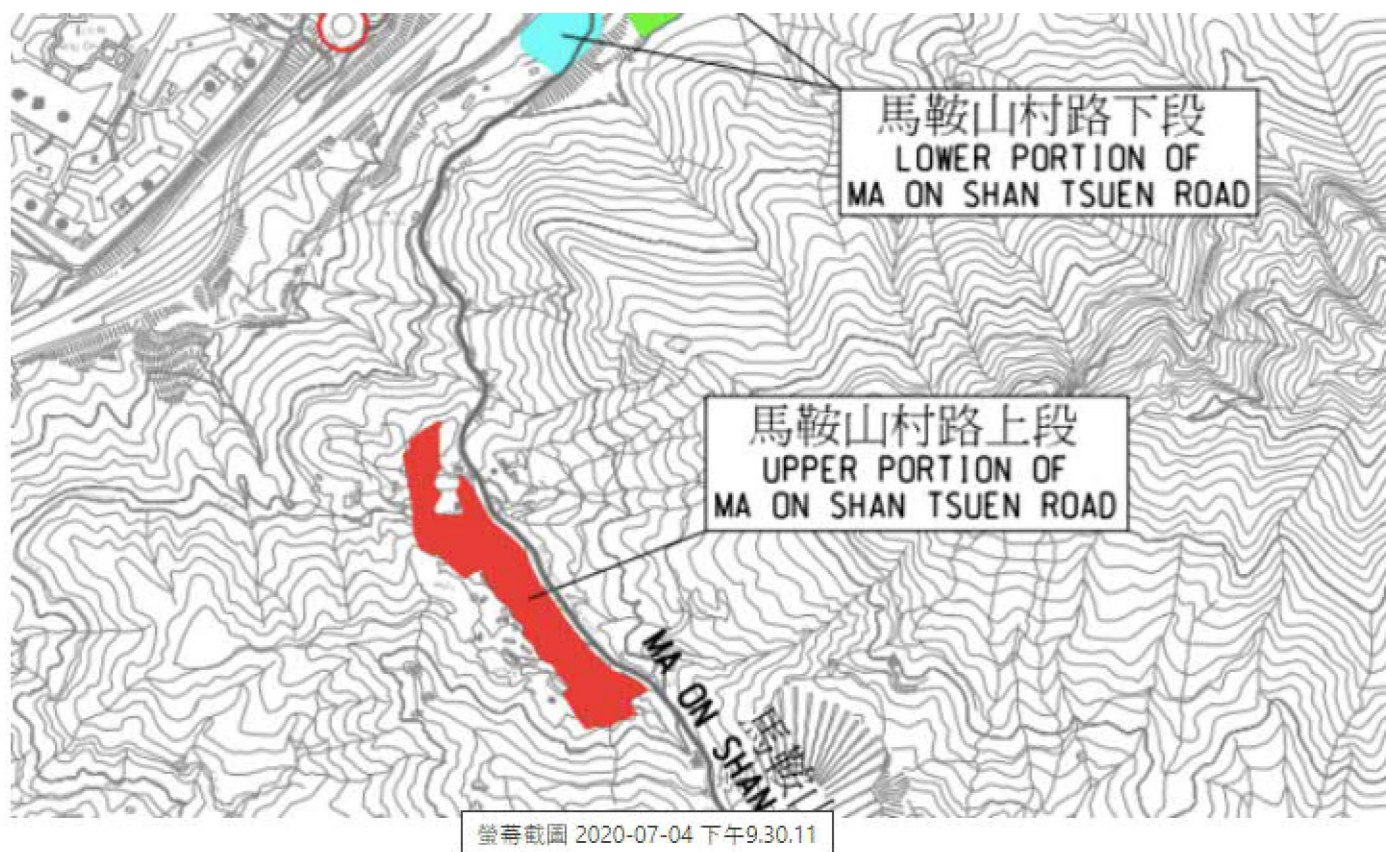 馬鞍山村路下段
LOWER PORTION OF
MA ON SHAN TSUEN ROAD
馬鞍山村路上段
UPPER PORTION OF
MA ON SHAN TSUEN ROAD
MA ON SHAN
馬鞍山
螢幕截圖 2020-07-04 下午9.30.11